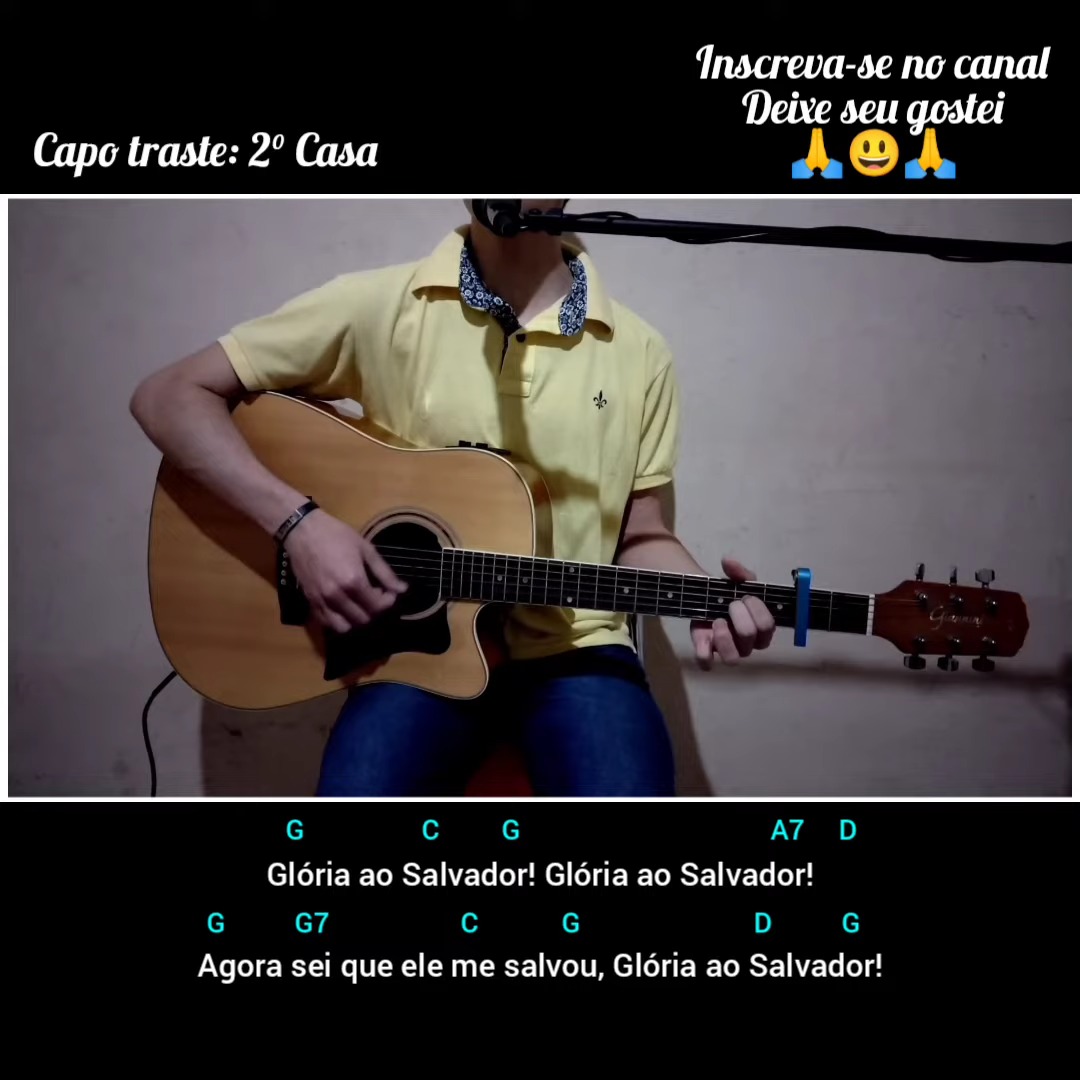 Inscreva-se no canal
Deixe seu gostei
🙏😃🙏
Capo traste: 2º Casa
Giannini
G C G A7 D
Glória ao Salvador! Glória ao Salvador!
G G7 C G D G
Agora sei que ele me salvou, Glória ao Salvador!